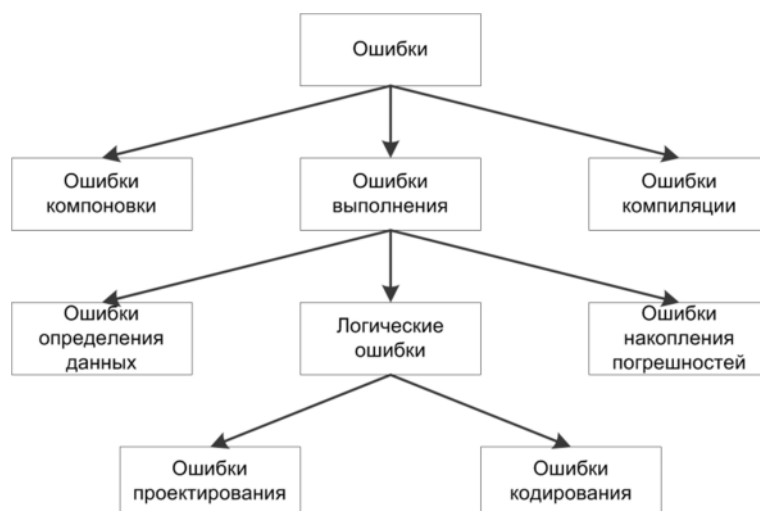 Ошибки
Ошибки
компоновки
Ошибки
выполнения
Ошибки
компиляции
Ошибки
определения
данных
Логические
ошибки
Ошибки
накопления
погрешностей
Ошибки
проектирования
Ошибки
кодирования